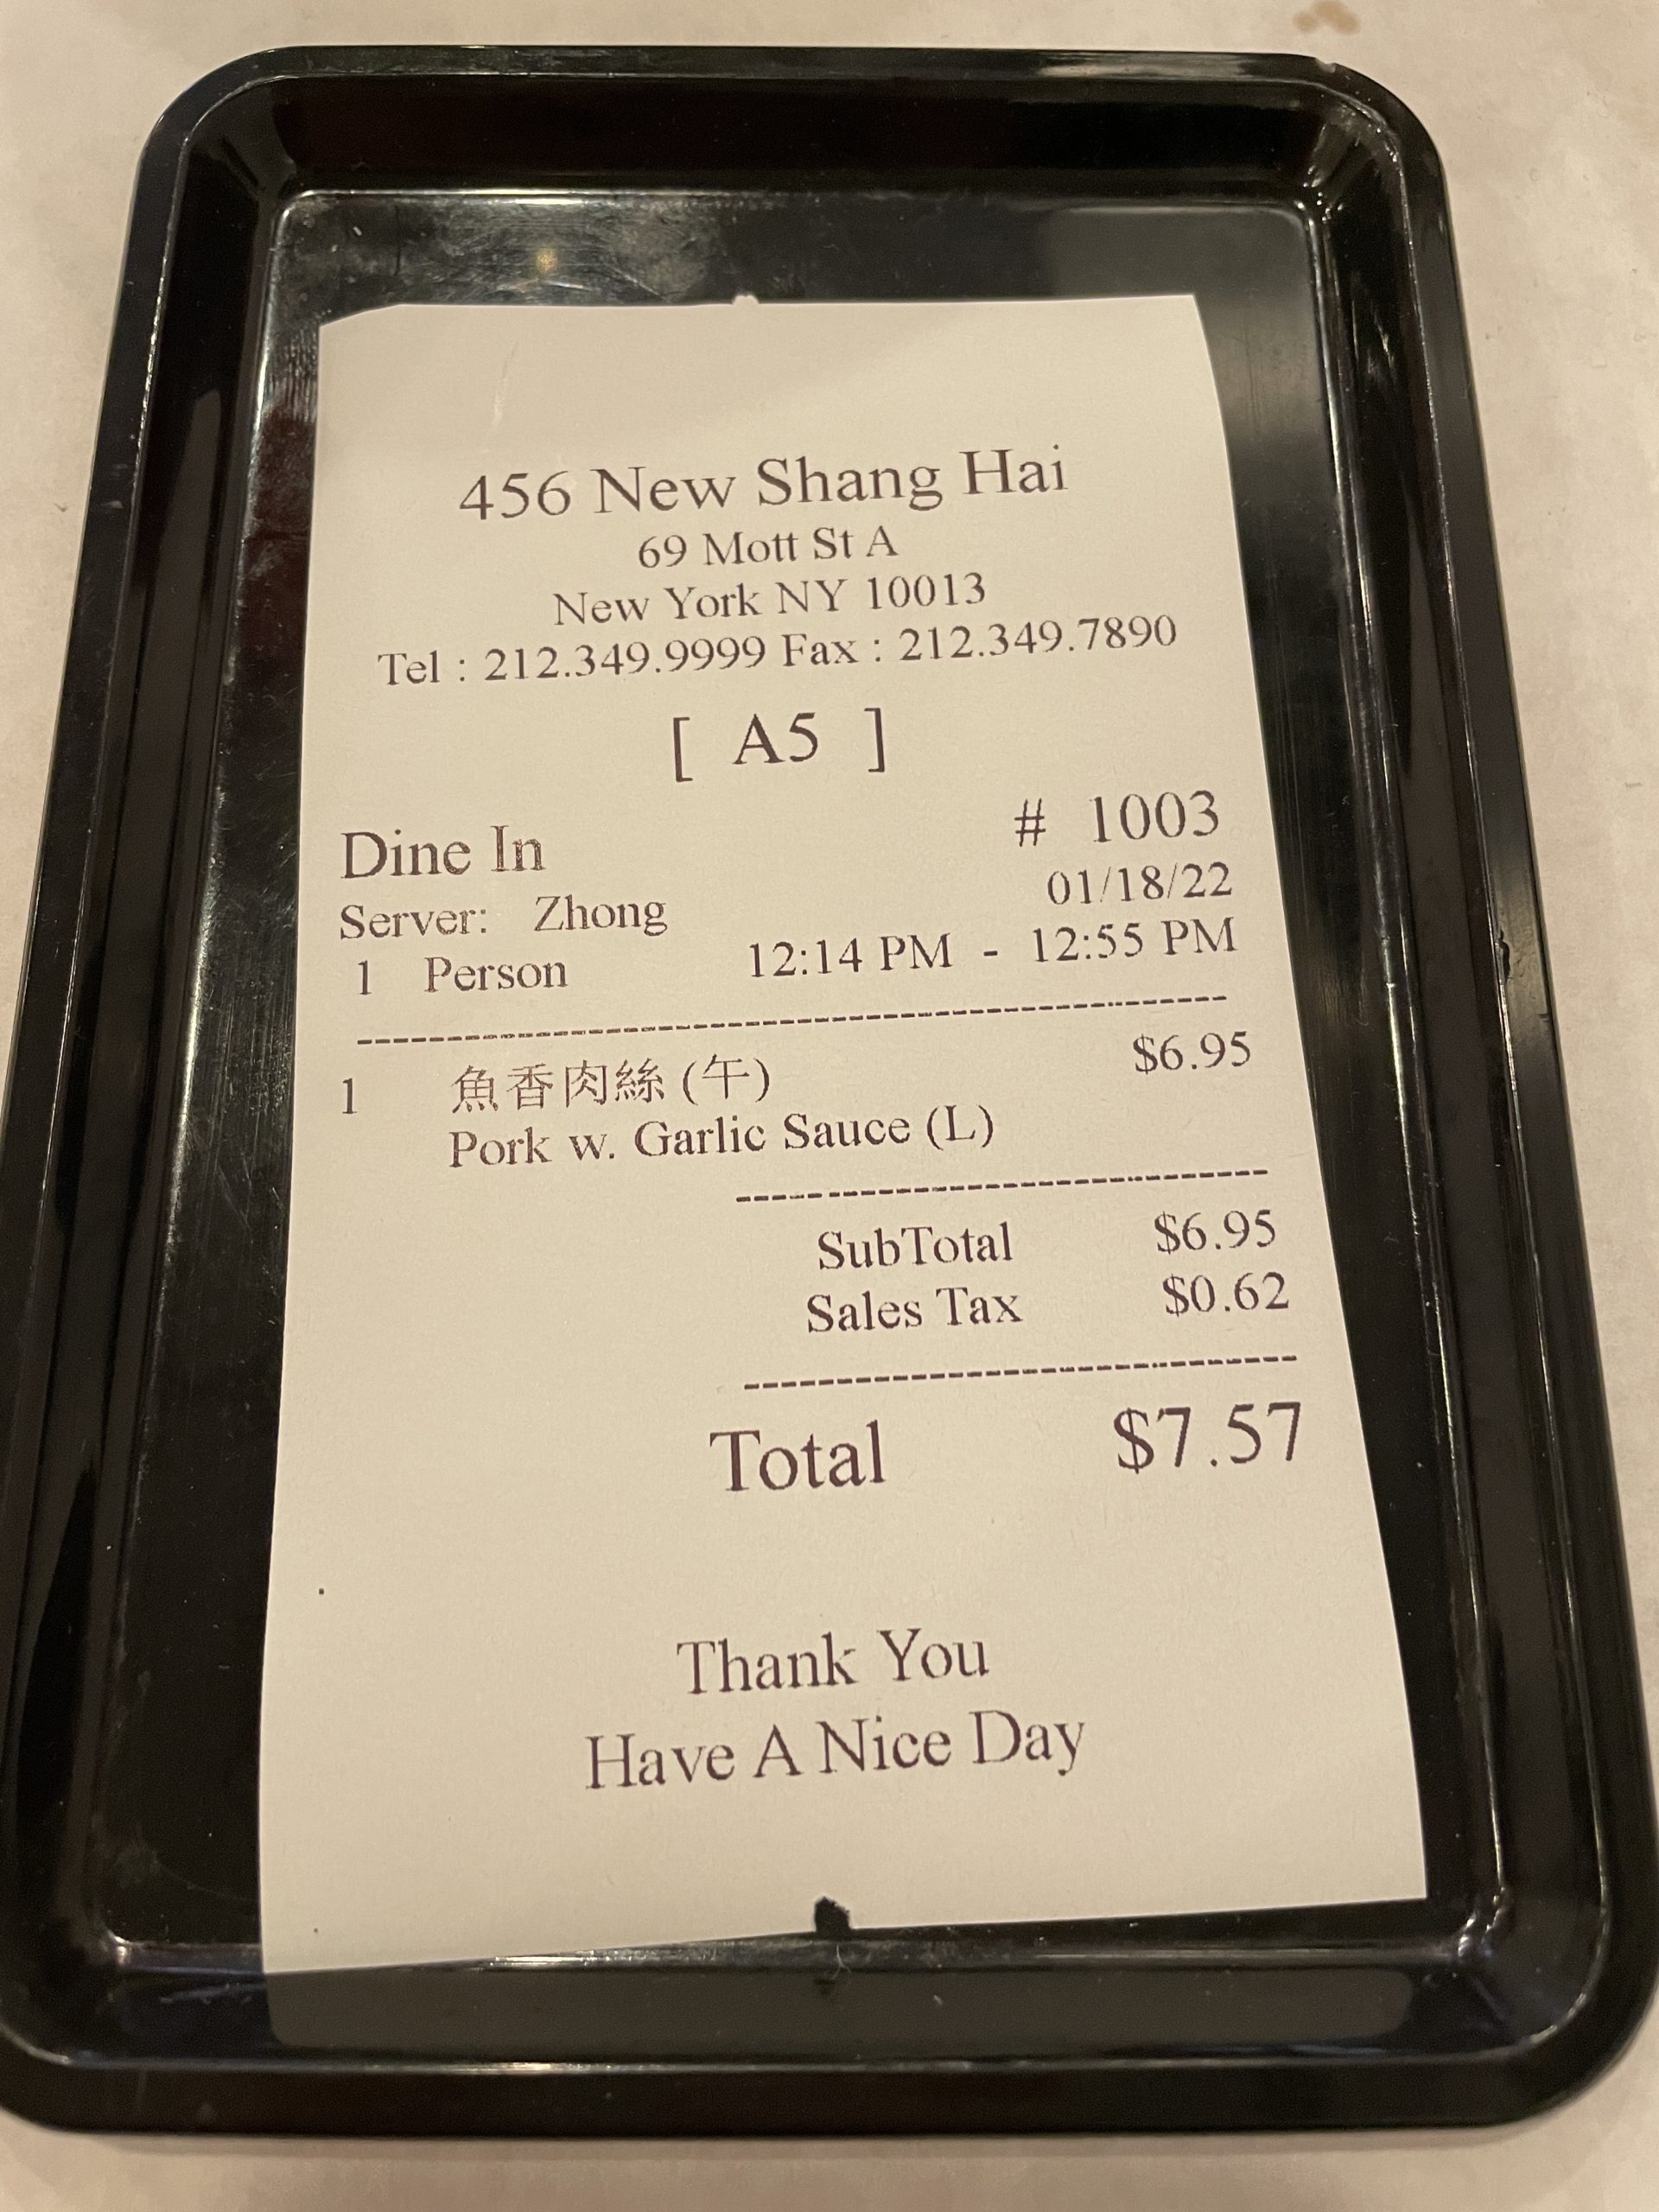 456 New Shang Hai
69 Mott St A
New York NY 10013
Tel : 212.349.9999 Fax : 212.349.7890
[ A5 ]
Dine In # 1003
Server: Zhong 01/18/22
1 Person 12:14 PM - 12:55 PM
1 魚香肉絲 (午) $6.95
Pork w. Garlic Sauce (L)
SubTotal $6.95
Sales Tax $0.62
Total $7.57
Thank You
Have A Nice Day